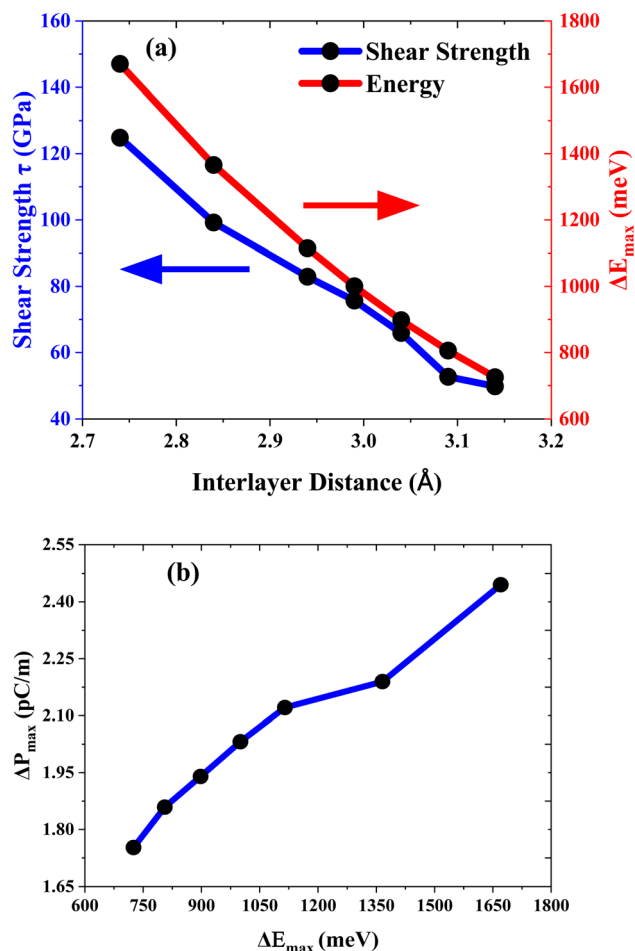 (a)
Shear Strength
Energy
160
140
120
100
80
60
40
Shear Strength τ (GPa)
1800
1600
1400
1200
1000
800
600
ΔEmax (meV)
2.7 2.8 2.9 3.0 3.1 3.2
Interlayer Distance (Å)
(b)
2.55
2.40
2.25
2.10
1.95
1.80
1.65
ΔPmax (pC/m)
600 750 900 1050 1200 1350 1500 1650 1800
ΔEmax (meV)